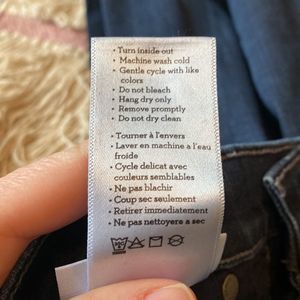 • Turn inside out
• Machine wash cold
• Gentle cycle with like
colors
• Do not bleach
• Hang dry only
• Remove promptly
• Do not dry clean
• Tourner à l'envers
• Laver en machine a l'eau
froide
• Cycle delicat avec
couleurs semblables
• Ne pas blachir
• Coup sec seulement
• Retirer immediatement
• Ne pas nettoyere a sec